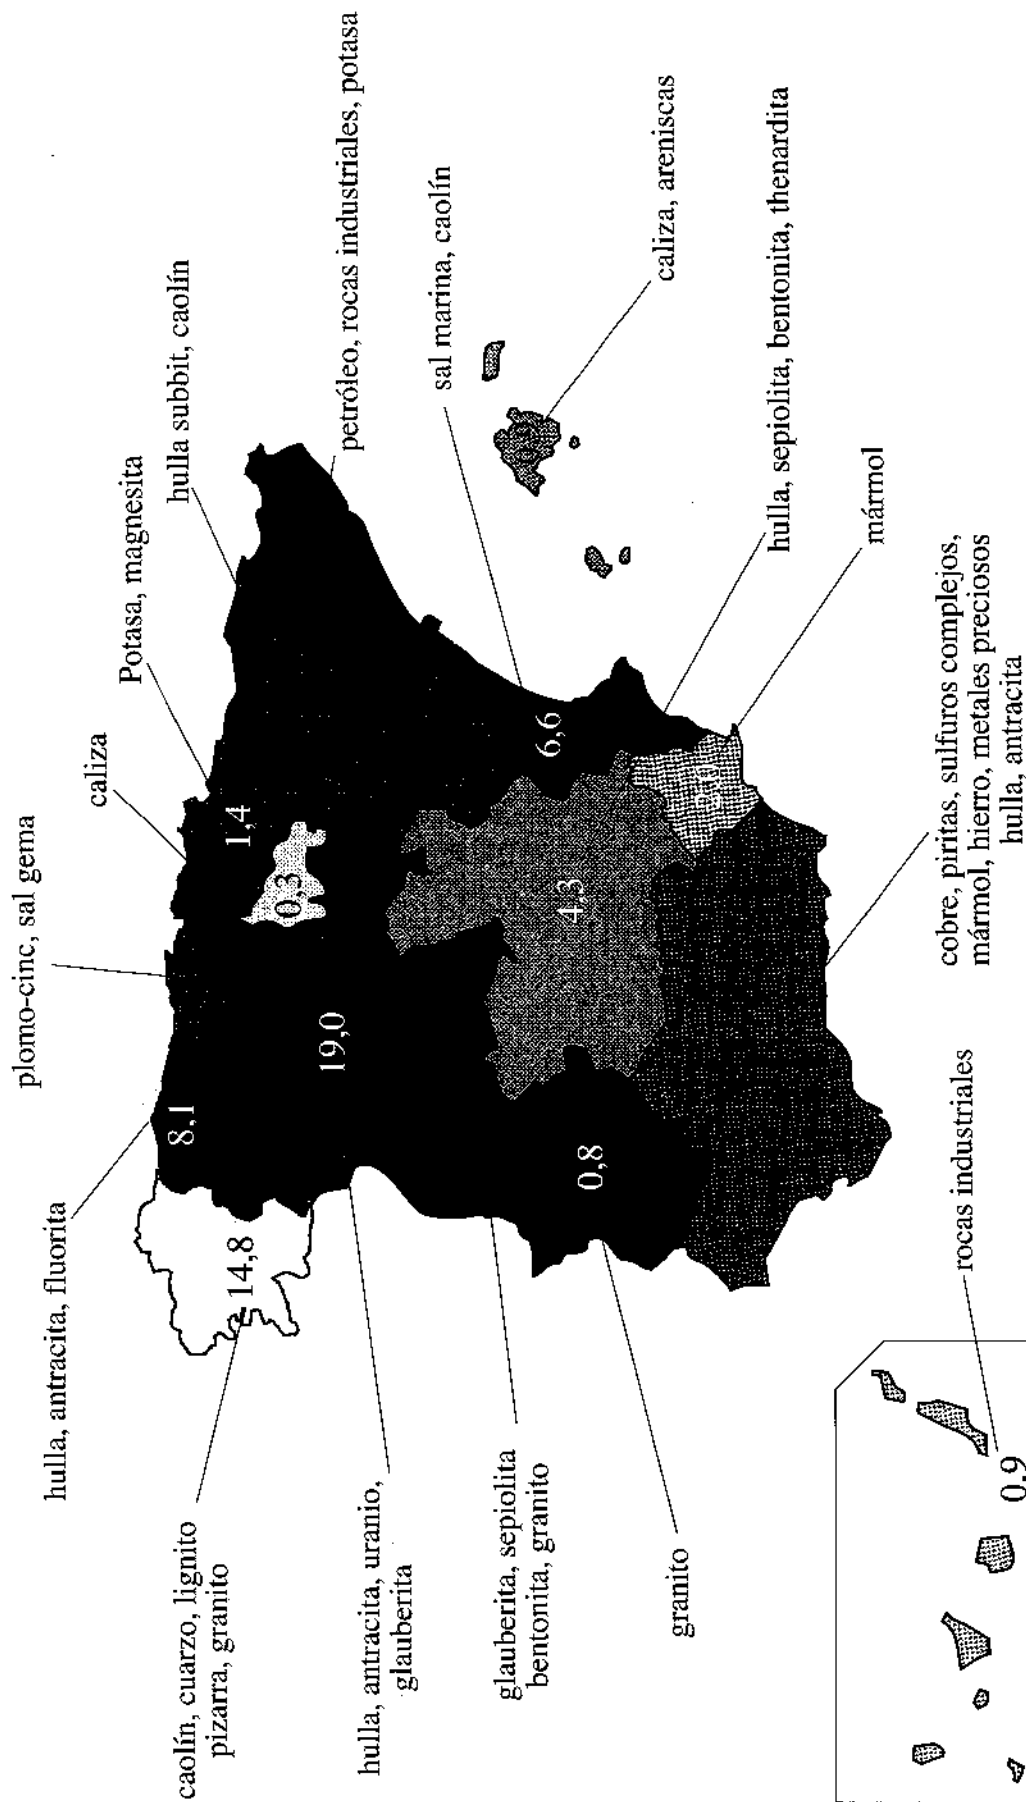 plomo-cinc, sal gema
caliza
Potasa, magnesita
hulla subbit, caolín
petróleo, rocas industriales, potasa
sal marina, caolín
caliza, areniscas
hulla, sepiolita, bentonita, thenardita
mármol
cobre, piritas, sulfuros complejos,
mármol, hierro, metales preciosos
hulla, antracita
hulla, antracita, fluorita
caolín, cuarzo, lignito
pizarra, granito
hulla, antracita, uranio,
glauberita
glauberita, sepiolita
bentonita, granito
granito
rocas industriales
8,1
14,8
19,0
1,4
0,3
6,6
4,3
0,8
0,9